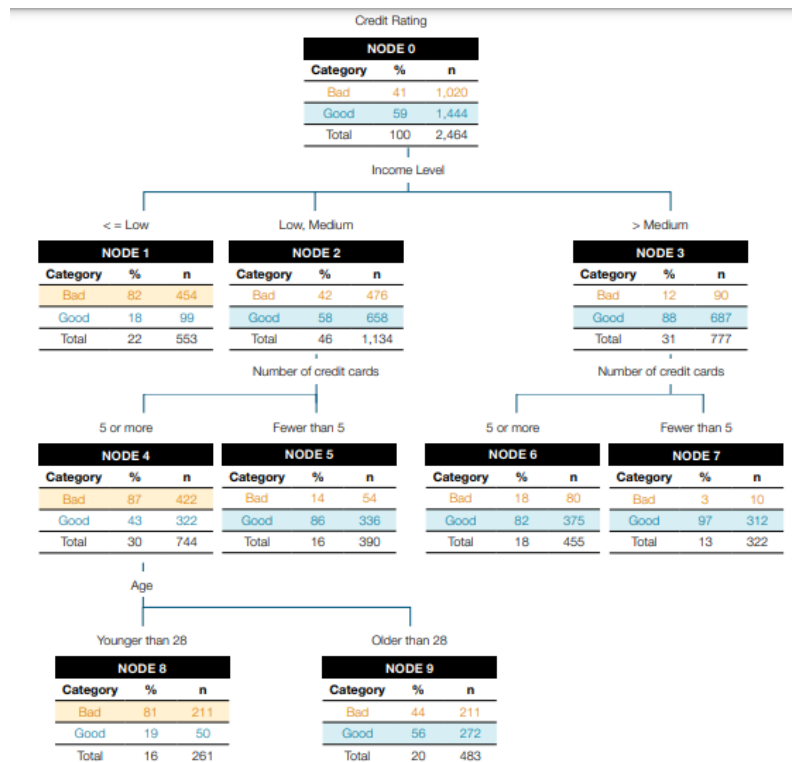 Credit Rating
NODE 0
Category % n
Bad 41 1,020
Good 59 1,444
Total 100 2,464
Income Level
< = Low Low, Medium > Medium
NODE 1 NODE 2 NODE 3
Category % n Category % n Category % n
Bad 82 454 Bad 42 476 Bad 12 90
Good 18 99 Good 58 658 Good 88 687
Total 22 553 Total 46 1,134 Total 31 777
Number of credit cards Number of credit cards
5 or more Fewer than 5 5 or more Fewer than 5
NODE 4 NODE 5 NODE 6 NODE 7
Category % n Category % n Category % n Category % n
Bad 87 422 Bad 14 54 Bad 18 80 Bad 3 10
Good 43 322 Good 86 336 Good 82 375 Good 97 312
Total 30 744 Total 16 390 Total 18 455 Total 13 322
Age
Younger than 28 Older than 28
NODE 8 NODE 9
Category % n Category % n
Bad 81 211 Bad 44 211
Good 19 50 Good 56 272
Total 16 261 Total 20 483